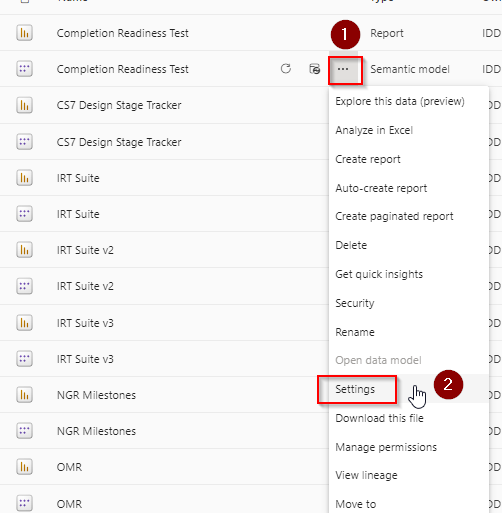 Completion Readiness Test Report
1
Completion Readiness Test ... Semantic model IDD
CS7 Design Stage Tracker
CS7 Design Stage Tracker
IRT Suite
IRT Suite
IRT Suite v2
IRT Suite v2
IRT Suite v3
IRT Suite v3
NGR Milestones
NGR Milestones
OMR
OMR
Explore this data (preview)
Analyze in Excel
Create report
Auto-create report
Create paginated report
Delete
Get quick insights
Security
Rename
Open data model
Settings
2
Download this file
Manage permissions
View lineage
Move to